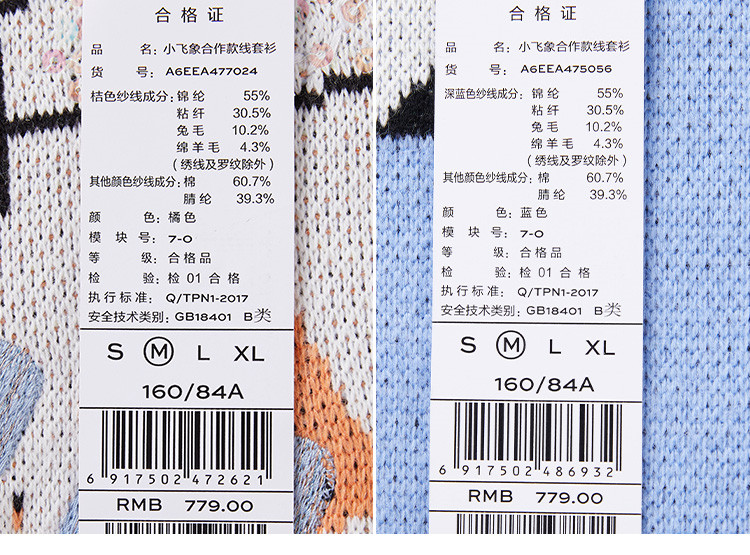 合格证
品 名: 小飞象合作款线套衫
货 号: A6EEA477024
桔色纱线成分: 锦纶 55%
粘纤 30.5%
兔毛 10.2%
绵羊毛 4.3%
(绣线及罗纹除外)
其他颜色纱线成分: 棉 60.7%
腈纶 39.3%
颜 色: 橘色
模块号: 7-0
等 级: 合格品
检 验: 检 01 合格
执行标准: Q/TPN1-2017
安全技术类别: GB18401 B类
S M L XL
160/84A
6 917502 472621
RMB 779.00
合格证
品 名: 小飞象合作款线套衫
货 号: A6EEA475056
深蓝色纱线成分: 锦纶 55%
粘纤 30.5%
兔毛 10.2%
绵羊毛 4.3%
(绣线及罗纹除外)
其他颜色纱线成分: 棉 60.7%
腈纶 39.3%
颜 色: 蓝色
模块号: 7-0
等 级: 合格品
检 验: 检 01 合格
执行标准: Q/TPN1-2017
安全技术类别: GB18401 B类
S M L XL
160/84A
6 917502 486932
RMB 779.00